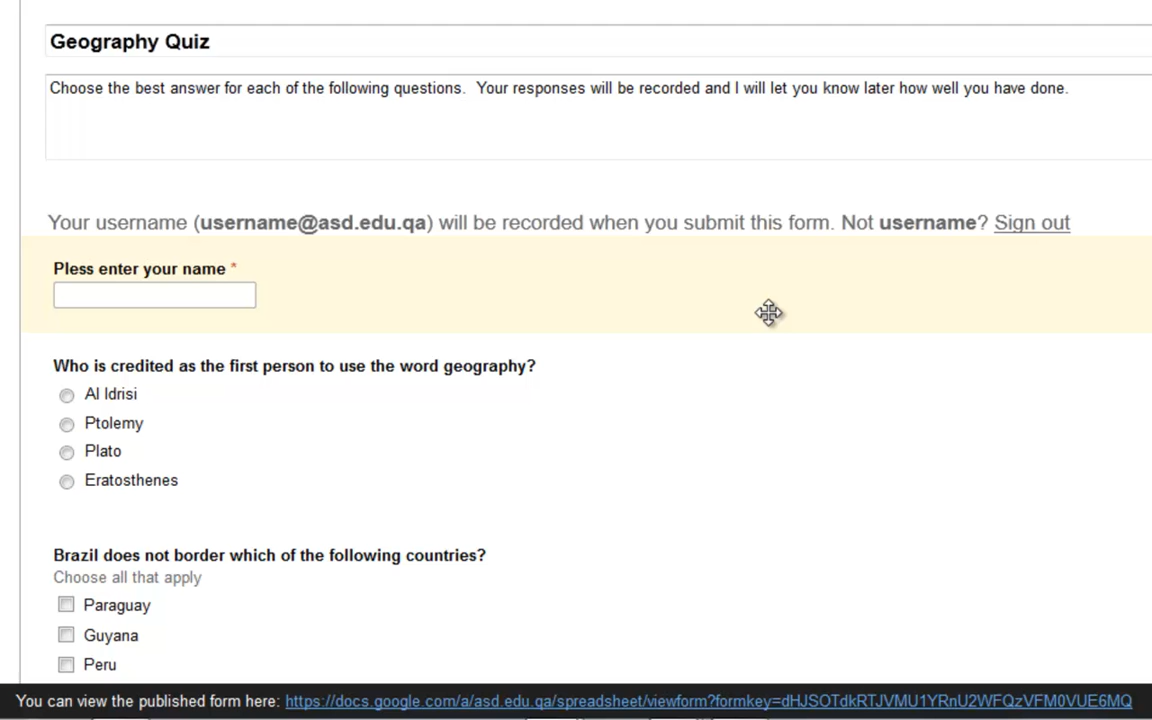 Geography Quiz
Choose the best answer for each of the following questions.  Your responses will be recorded and I will let you know later how well you have done.
Your username (username@asd.edu.qa) will be recorded when you submit this form. Not username? Sign out
Pless enter your name *
Who is credited as the first person to use the word geography?
Al Idrisi
Ptolemy
Plato
Eratosthenes
Brazil does not border which of the following countries?
Choose all that apply
Paraguay
Guyana
Peru
You can view the published form here: https://docs.google.com/a/asd.edu.qa/spreadsheet/viewform?formkey=dHJSOTdkRTJVMU1YRnU2WFQzVFM0VUE6MQ